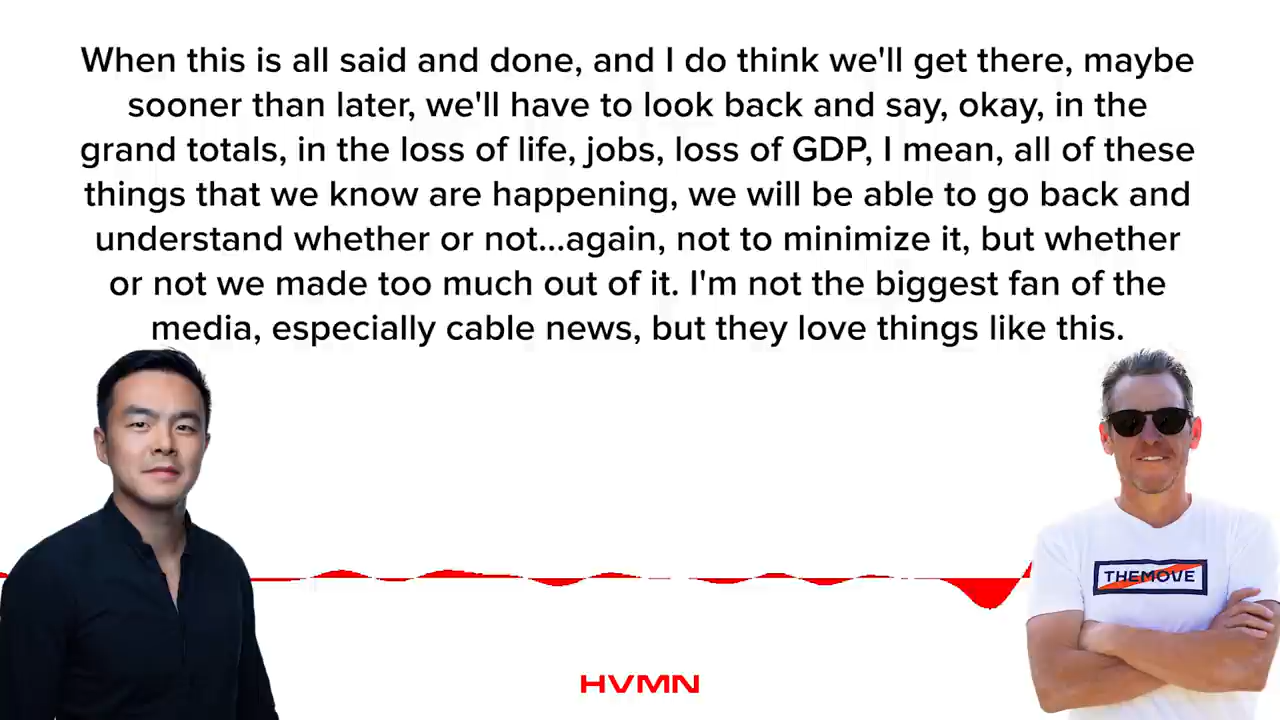 When this is all said and done, and I do think we'll get there, maybe
sooner than later, we'll have to look back and say, okay, in the
grand totals, in the loss of life, jobs, loss of GDP, I mean, all of these
things that we know are happening, we will be able to go back and
understand whether or not...again, not to minimize it, but whether
or not we made too much out of it. I'm not the biggest fan of the
media, especially cable news, but they love things like this.
THEMOVE
HVMN